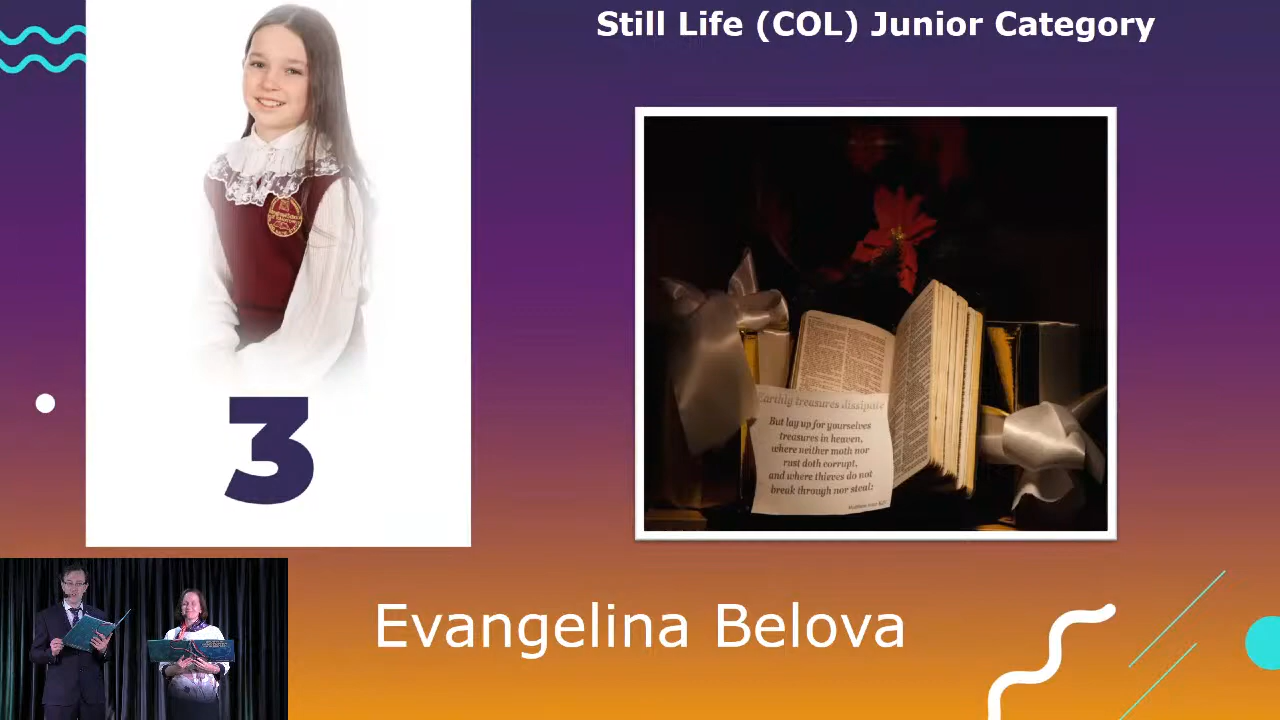 Still Life (COL) Junior Category
Earthig treasures dissipate
But lay up for yourselves
treasures in heaven,
where neither moth nor
rust doth corrupt,
and where thieves do not
break through nor steal:
3
Evangelina Belova